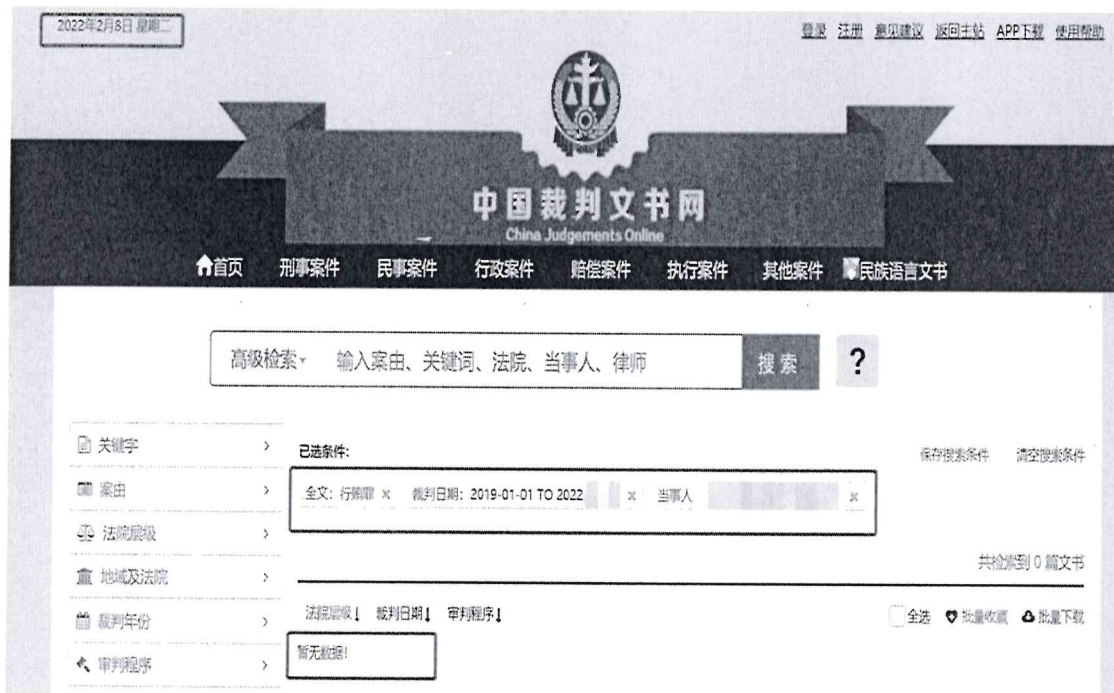 2022年2月8日 星期二
登录 注册 意见建议 返回主站 APP下载 使用帮助
中国裁判文书网
China Judgements Online
首页 刑事案件 民事案件 行政案件 赔偿案件 执行案件 其他案件 民族语言文书
高级检索 输入案由、关键词、法院、当事人、律师 搜索 ?
关键字 >
已选条件: 保存搜索条件 清空搜索条件
案由 >
全文: 行贿罪 × 裁判日期: 2019-01-01 TO 2022 × 当事人 ×
法院层级 >
共检索到 0 篇文书
地域及法院 >
法院层级↓ 裁判日期↓ 审判程序↓ 全选 批量收藏 批量下载
裁判年份 >
暂无数据!
审判程序 >